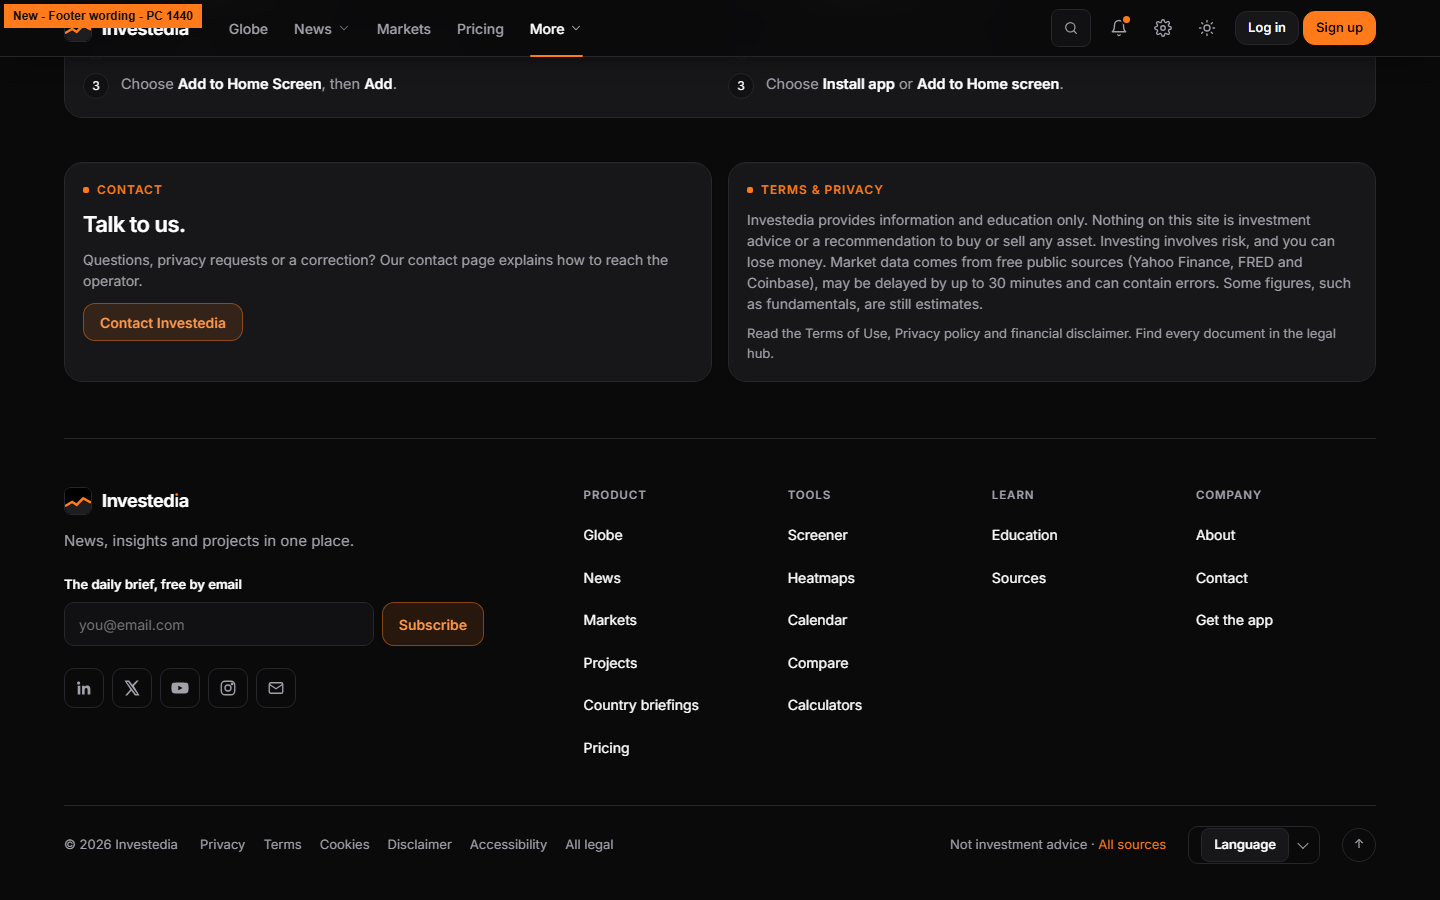 New - Footer wording - PC 1440
Investedia
Globe
News
Markets
Pricing
More
Log in
Sign up
3
Choose Add to Home Screen, then Add.
3
Choose Install app or Add to Home screen.
CONTACT
Talk to us.
Questions, privacy requests or a correction? Our contact page explains how to reach the
operator.
Contact Investedia
TERMS & PRIVACY
Investedia provides information and education only. Nothing on this site is investment
advice or a recommendation to buy or sell any asset. Investing involves risk, and you can
lose money. Market data comes from free public sources (Yahoo Finance, FRED and
Coinbase), may be delayed by up to 30 minutes and can contain errors. Some figures, such
as fundamentals, are still estimates.
Read the Terms of Use, Privacy policy and financial disclaimer. Find every document in the legal
hub.
Investedia
News, insights and projects in one place.
The daily brief, free by email
you@email.com
Subscribe
PRODUCT
Globe
News
Markets
Projects
Country briefings
Pricing
TOOLS
Screener
Heatmaps
Calendar
Compare
Calculators
LEARN
Education
Sources
COMPANY
About
Contact
Get the app
© 2026 Investedia
Privacy
Terms
Cookies
Disclaimer
Accessibility
All legal
Not investment advice · All sources
Language